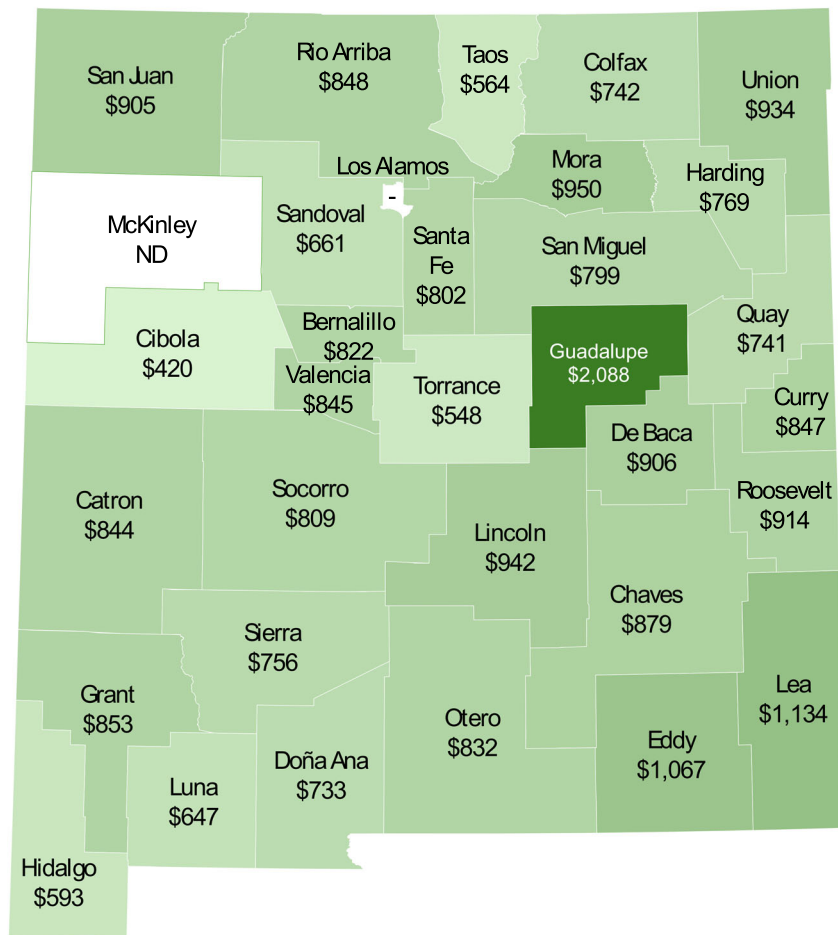 San Juan
$905
Rio Arriba
$848
Taos
$564
Colfax
$742
Union
$934
Los Alamos
-
Mora
$950
Harding
$769
McKinley
ND
Sandoval
$661
Santa
Fe
$802
San Miguel
$799
Cibola
$420
Bernalillo
$822
Valencia
$845
Torrance
$548
Guadalupe
$2,088
Quay
$741
Curry
$847
De Baca
$906
Roosevelt
$914
Catron
$844
Socorro
$809
Lincoln
$942
Chaves
$879
Sierra
$756
Grant
$853
Otero
$832
Eddy
$1,067
Lea
$1,134
Doña Ana
$733
Luna
$647
Hidalgo
$593